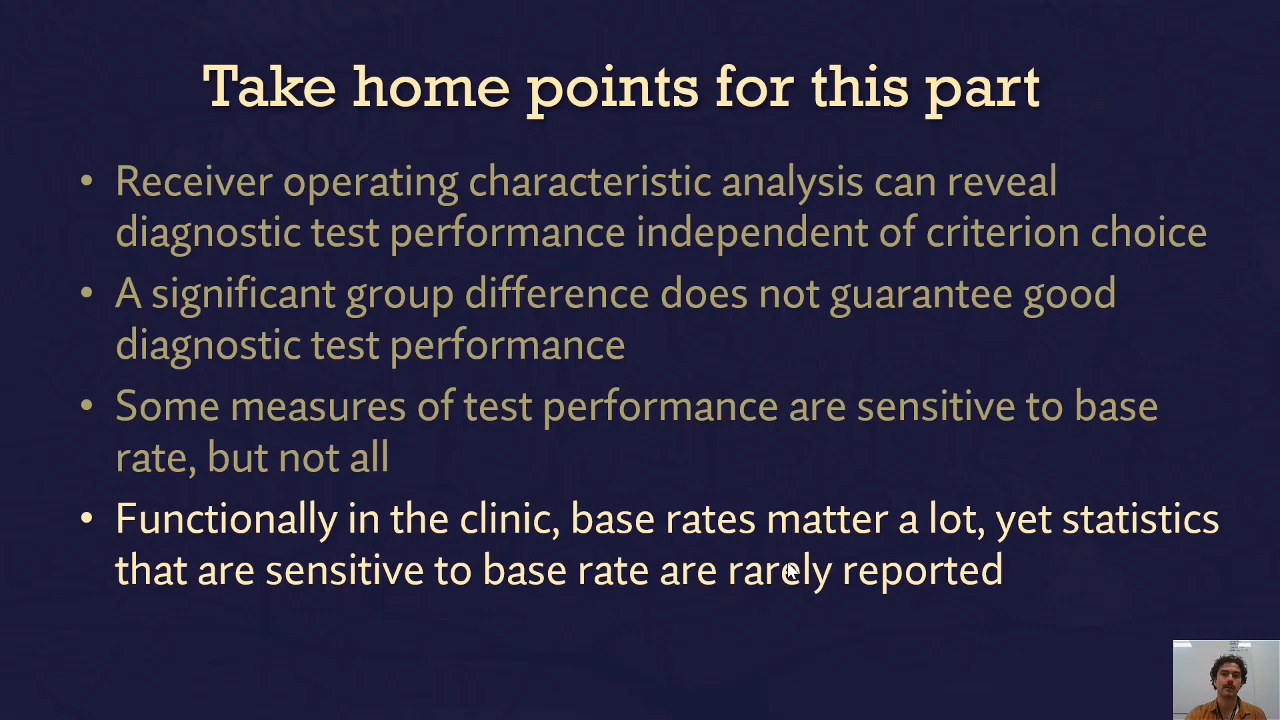 Take home points for this part
• Receiver operating characteristic analysis can reveal
diagnostic test performance independent of criterion choice
• A significant group difference does not guarantee good
diagnostic test performance
• Some measures of test performance are sensitive to base
rate, but not all
• Functionally in the clinic, base rates matter a lot, yet statistics
that are sensitive to base rate are rarely reported